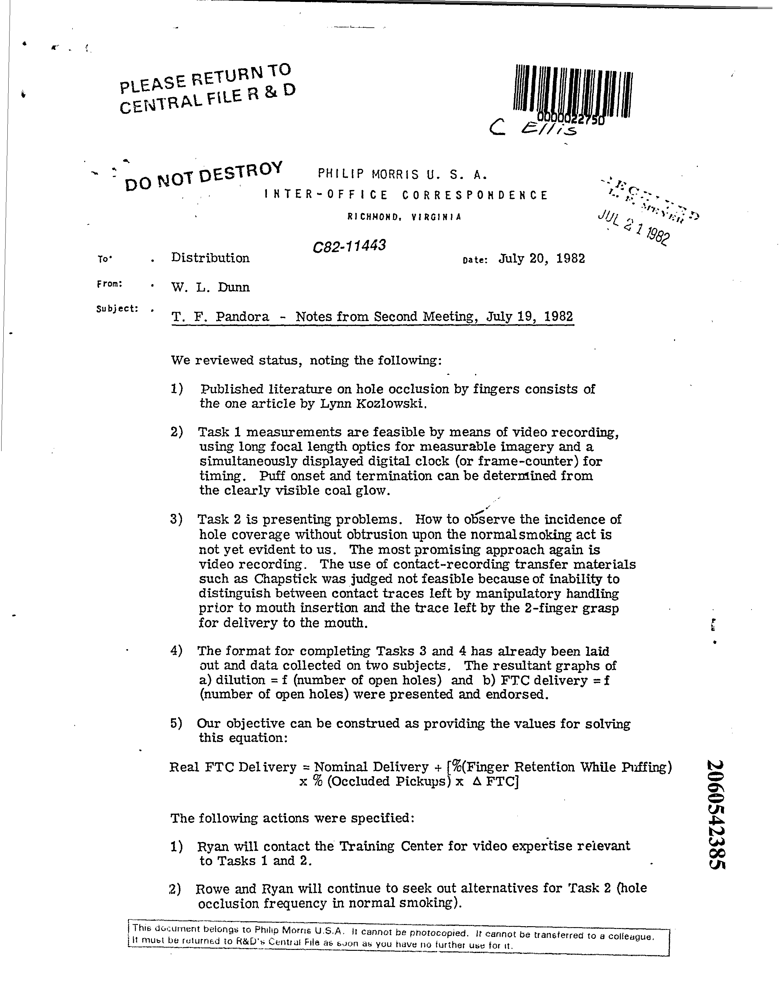 PLEASE RETURN TO
CENTRAL FILE R & D
0000022750
C Ellis
DO NOT DESTROY
PHILIP MORRIS U. S. A.
INTER-OFFICE CORRESPONDENCE
RICHMOND, VIRGINIA
JUL 21 1982
C82-11443
To: Distribution
Date: July 20, 1982
From: W. L. Dunn
Subject: T. F. Pandora - Notes from Second Meeting, July 19, 1982
We reviewed status, noting the following:
1) Published literature on hole occlusion by fingers consists of
the one article by Lynn Kozlowski.
2) Task 1 measurements are feasible by means of video recording,
using long focal length optics for measurable imagery and a
simultaneously displayed digital clock (or frame-counter) for
timing. Puff onset and termination can be determined from
the clearly visible coal glow.
3) Task 2 is presenting problems. How to observe the incidence of
hole coverage without obtrusion upon the normal smoking act is
not yet evident to us. The most promising approach again is
video recording. The use of contact-recording transfer materials
such as Chapstick was judged not feasible because of inability to
distinguish between contact traces left by manipulatory handling
prior to mouth insertion and the trace left by the 2-finger grasp
for delivery to the mouth.
4) The format for completing Tasks 3 and 4 has already been laid
out and data collected on two subjects. The resultant graphs of
a) dilution = f (number of open holes) and b) FTC delivery = f
(number of open holes) were presented and endorsed.
5) Our objective can be construed as providing the values for solving
this equation:
Real FTC Delivery = Nominal Delivery + [%(Finger Retention While Puffing)
x % (Occluded Pickups) x Δ FTC]
The following actions were specified:
1) Ryan will contact the Training Center for video expertise relevant
to Tasks 1 and 2.
2) Rowe and Ryan will continue to seek out alternatives for Task 2 (hole
occlusion frequency in normal smoking).
This document belongs to Philip Morris U.S.A. It cannot be photocopied. It cannot be transferred to a colleague.
It must be returned to R&D's Central File as soon as you have no further use for it.
2060542385